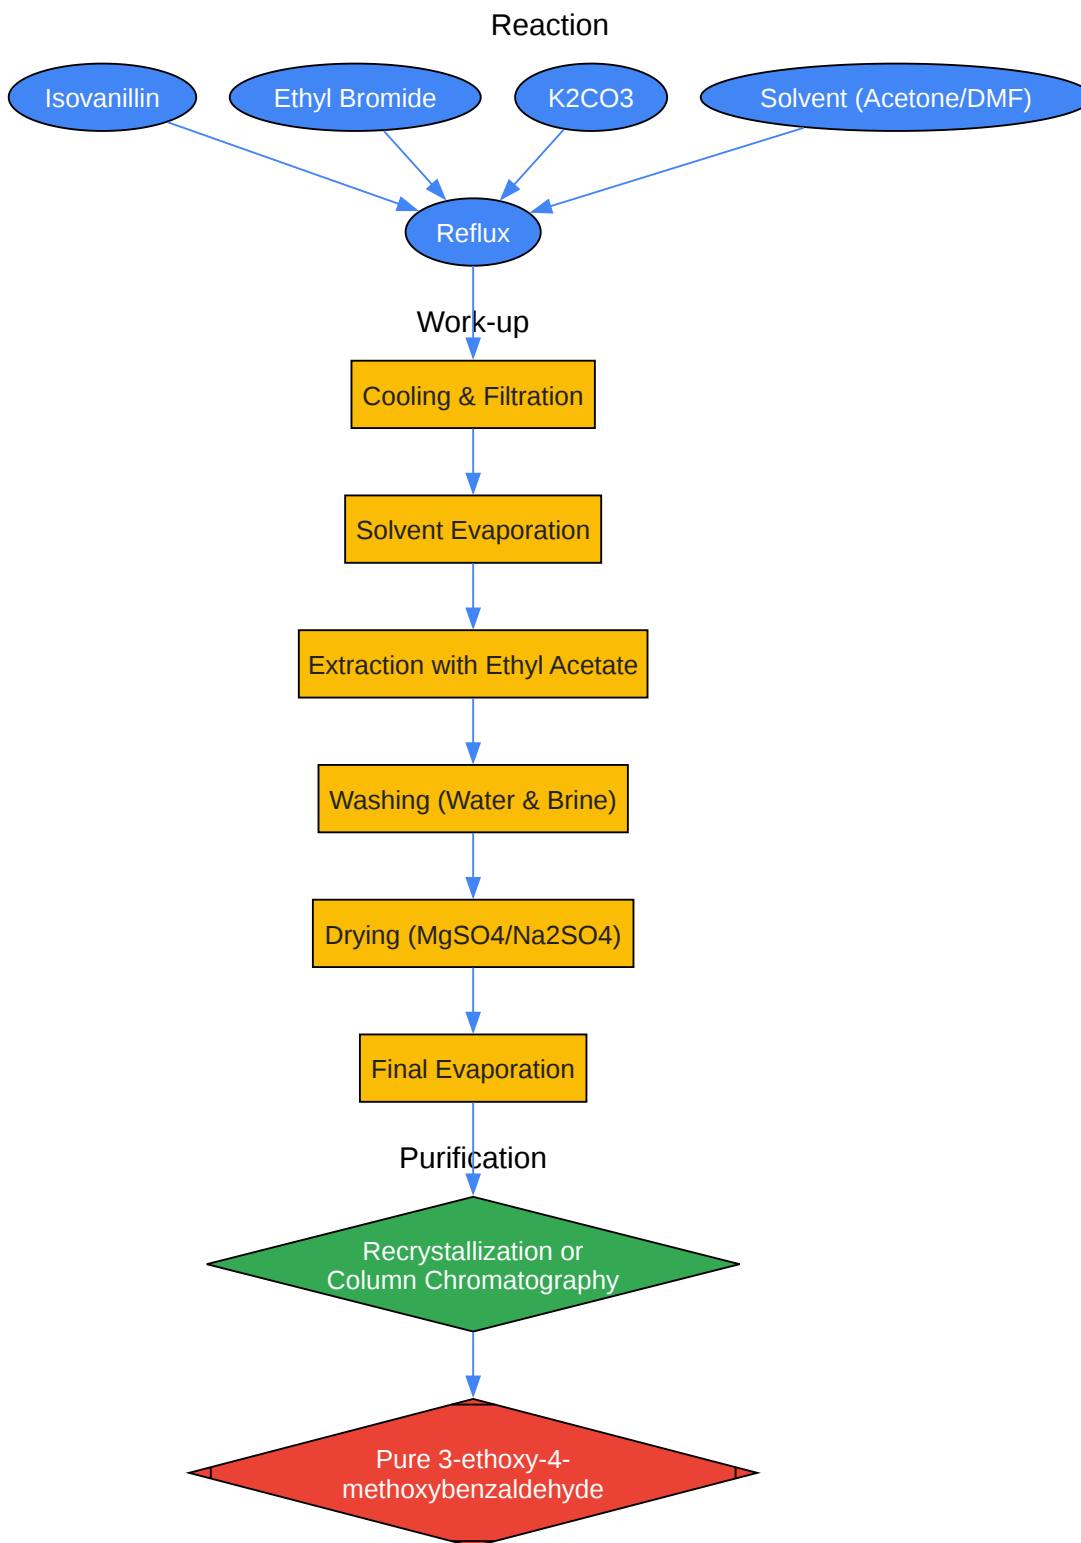 Reaction
Isovanillin
Ethyl Bromide
K2CO3
Solvent (Acetone/DMF)
Reflux
Work-up
Cooling & Filtration
Solvent Evaporation
Extraction with Ethyl Acetate
Washing (Water & Brine)
Drying (MgSO4/Na2SO4)
Final Evaporation
Purification
Recrystallization or
Column Chromatography
Pure 3-ethoxy-4-
methoxybenzaldehyde